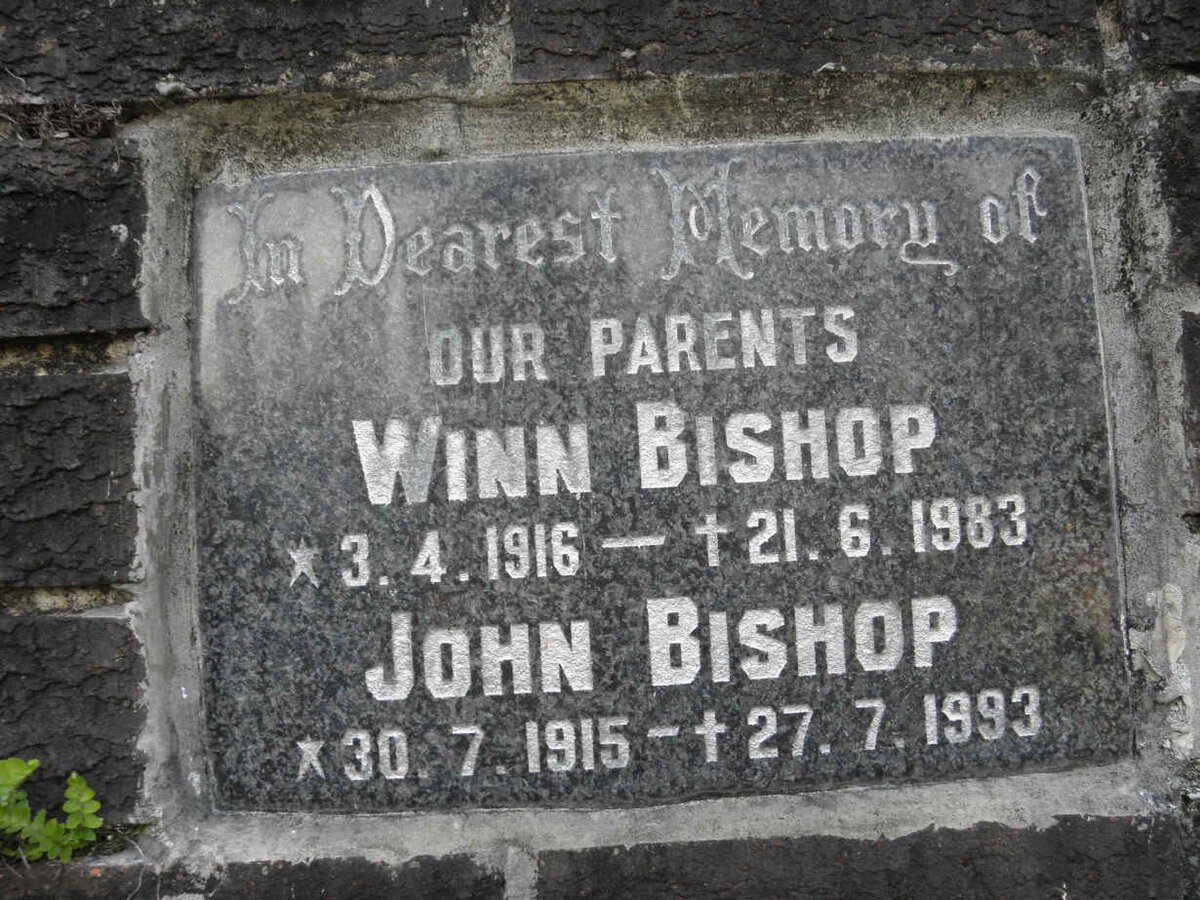 In Dearest Memory of
OUR PARENTS
WINN BISHOP
★ 3.4.1916 — † 21.6.1983
JOHN BISHOP
★ 30.7.1915 - † 27.7.1993